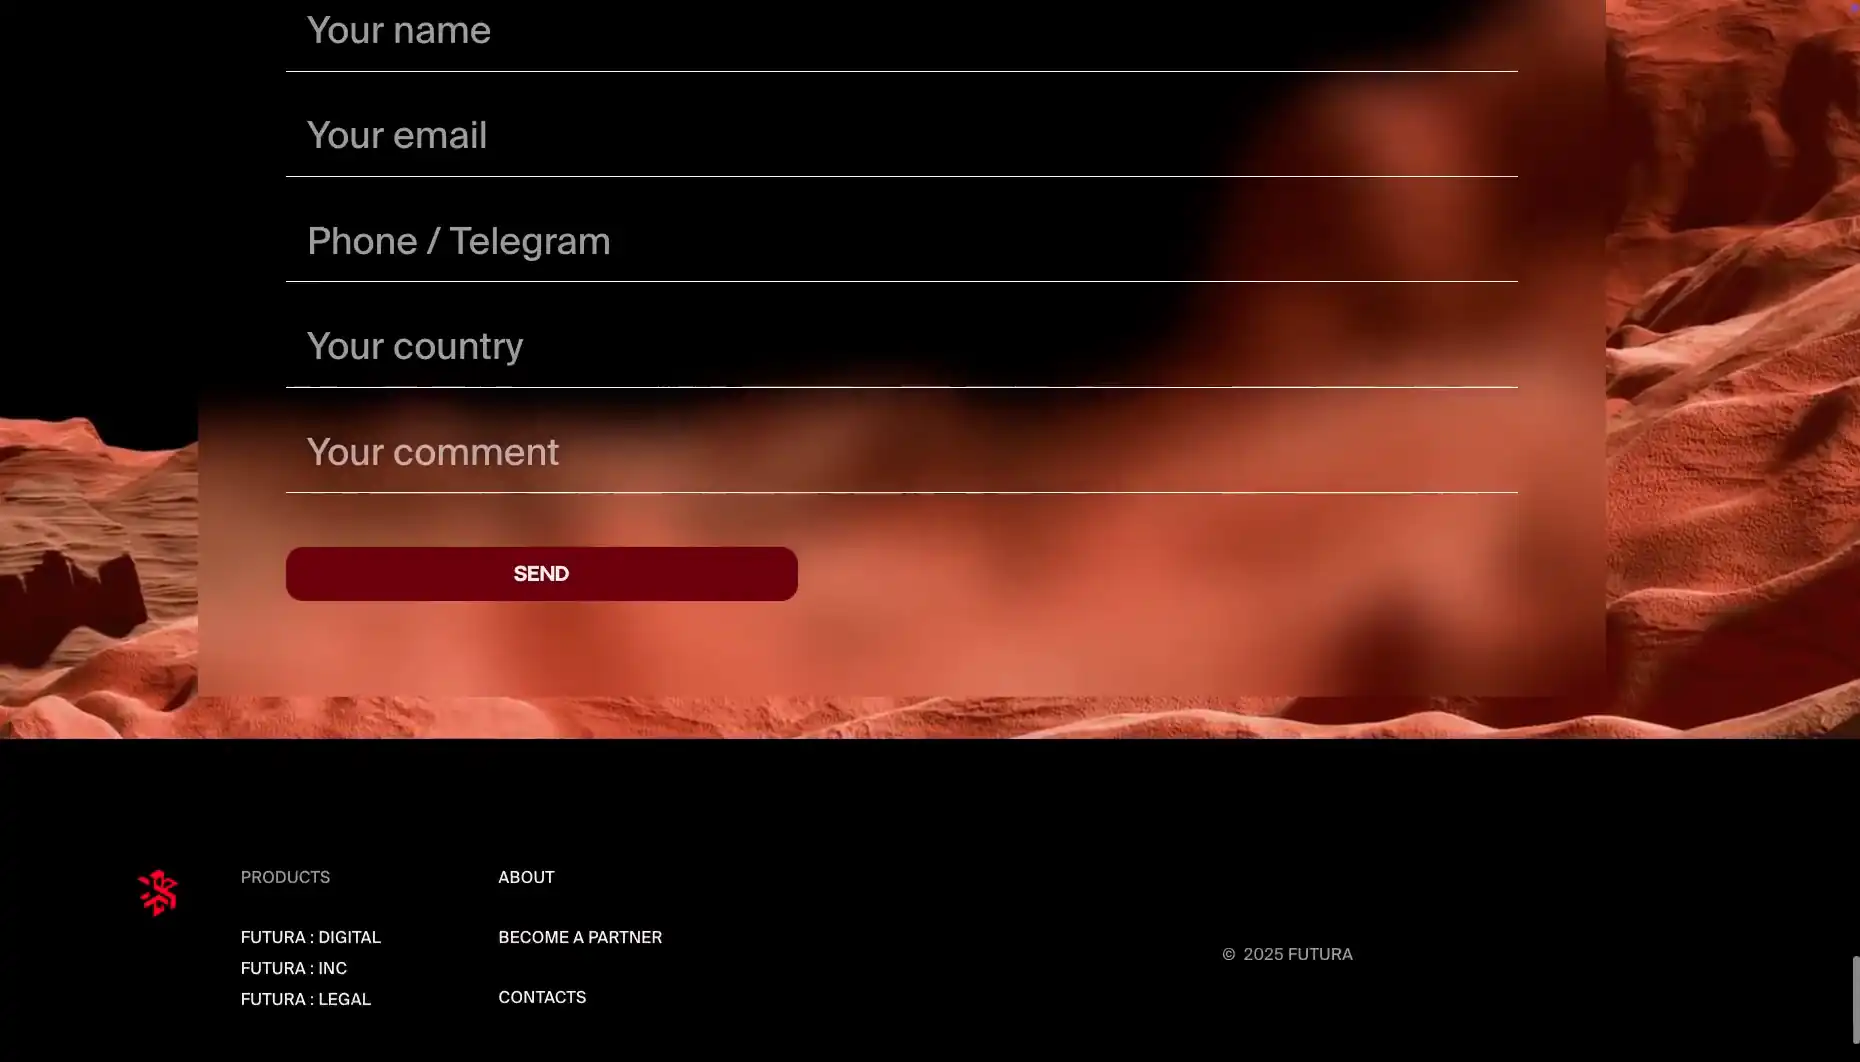 Your name
Your email
Phone / Telegram
Your country
Your comment
SEND
PRODUCTS
FUTURA : DIGITAL
FUTURA : INC
FUTURA : LEGAL
ABOUT
BECOME A PARTNER
CONTACTS
© 2025 FUTURA